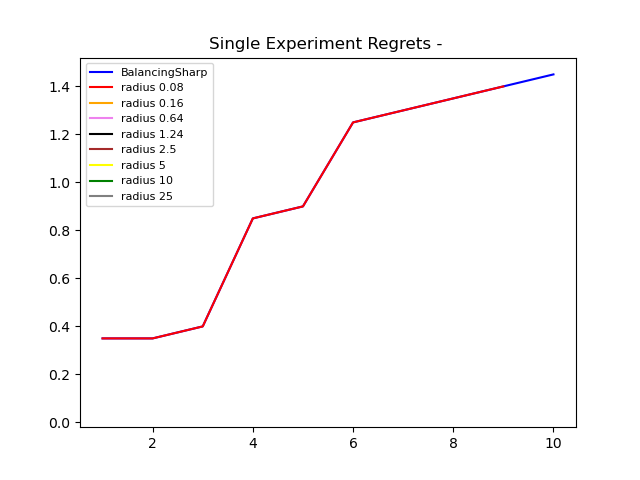 Single Experiment Regrets -
BalancingSharp
radius 0.08
radius 0.16
radius 0.64
radius 1.24
radius 2.5
radius 5
radius 10
radius 25
1.4
1.2
1.0
0.8
0.6
0.4
0.2
0.0
2 4 6 8 10